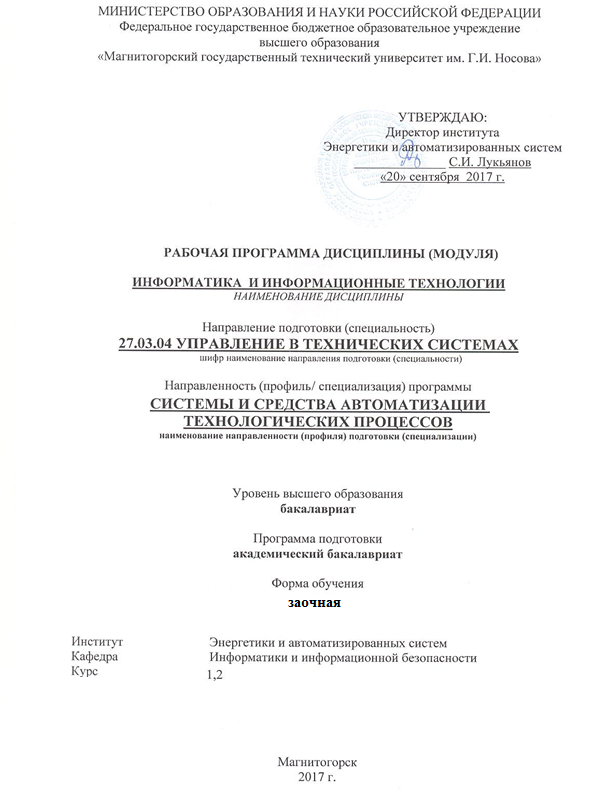 МИНИСТЕРСТВО ОБРАЗОВАНИЯ И НАУКИ РОССИЙСКОЙ ФЕДЕРАЦИИ
Федеральное государственное бюджетное образовательное учреждение
высшего образования
«Магнитогорский государственный технический университет им. Г.И. Носова»
УТВЕРЖДАЮ:
Директор института
Энергетики и автоматизированных систем
С.И. Лукьянов
«20» сентября 2017 г.
РАБОЧАЯ ПРОГРАММА ДИСЦИПЛИНЫ (МОДУЛЯ)
ИНФОРМАТИКА И ИНФОРМАЦИОННЫЕ ТЕХНОЛОГИИ
НАИМЕНОВАНИЕ ДИСЦИПЛИНЫ
Направление подготовки (специальность)
27.03.04 УПРАВЛЕНИЕ В ТЕХНИЧЕСКИХ СИСТЕМАХ
шифр наименование направления подготовки (специальности)
Направленность (профиль/ специализация) программы
СИСТЕМЫ И СРЕДСТВА АВТОМАТИЗАЦИИ
ТЕХНОЛОГИЧЕСКИХ ПРОЦЕССОВ
наименование направленности (профиля) подготовки (специализации)
Уровень высшего образования
бакалавриат
Программа подготовки
академический бакалавриат
Форма обучения
заочная
Институт Энергетики и автоматизированных систем
Кафедра Информатики и информационной безопасности
Курс 1,2
Магнитогорск
2017 г.